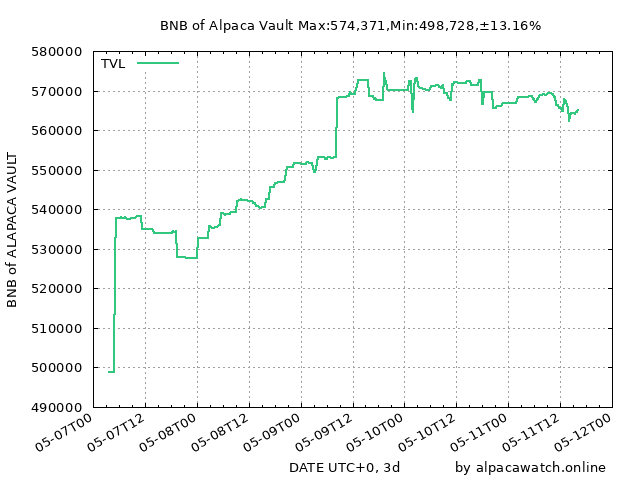 BNB of Alpaca Vault Max:574,371,Min:498,728,±13.16%
TVL
BNB of ALAPACA VAULT
580000
570000
560000
550000
540000
530000
520000
510000
500000
490000
05-07T00
05-07T12
05-08T00
05-08T12
05-09T00
05-09T12
05-10T00
05-10T12
05-11T00
05-11T12
05-12T00
DATE UTC+0, 3d
by alpacawatch.online